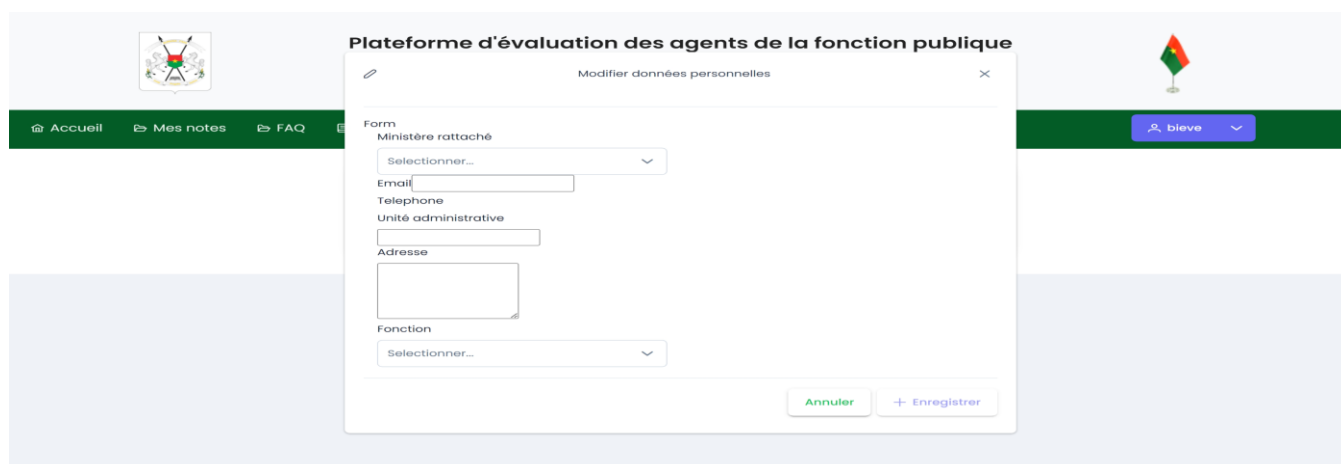 Plateforme d'évaluation des agents de la fonction publique
Modifier données personnelles
Accueil Mes notes FAQ bieve
Form
Ministère rattaché
Selectionner...
Email
Telephone
Unité administrative
Adresse
Fonction
Selectionner...
Annuler + Enregistrer